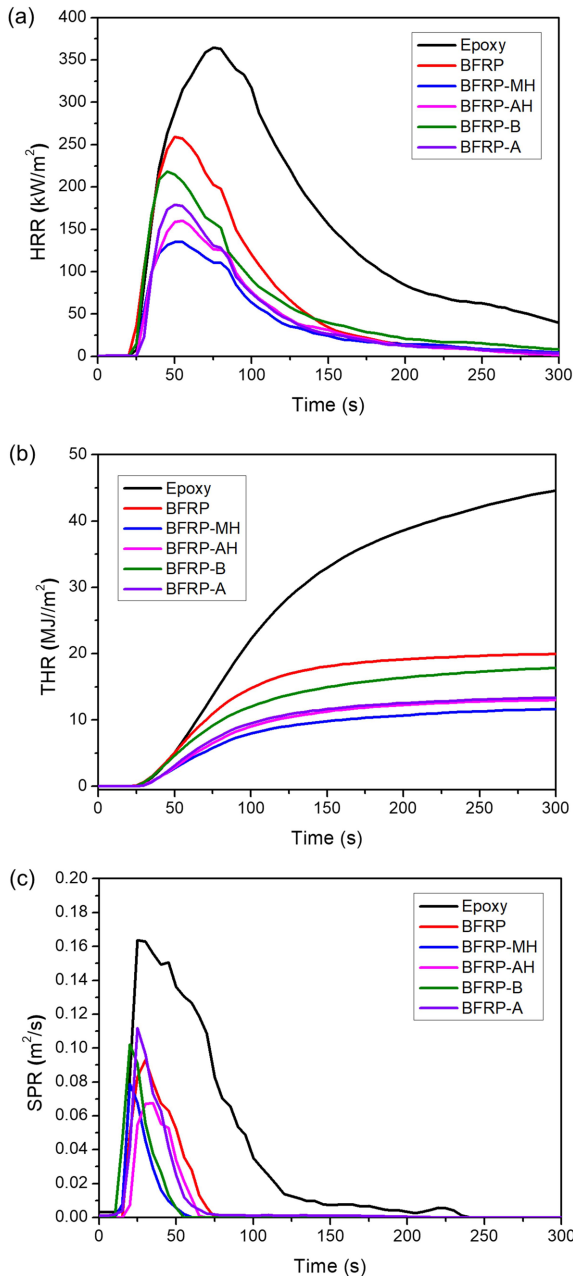 (a)
400
350
300
250
200
150
100
50
0
HRR (kW/m²)
Epoxy
BFRP
BFRP-MH
BFRP-AH
BFRP-B
BFRP-A
0 50 100 150 200 250 300
Time (s)
(b)
50
40
30
20
10
0
THR (MJ//m²)
Epoxy
BFRP
BFRP-MH
BFRP-AH
BFRP-B
BFRP-A
0 50 100 150 200 250 300
Time (s)
(c)
0.20
0.18
0.16
0.14
0.12
0.10
0.08
0.06
0.04
0.02
0.00
SPR (m²/s)
Epoxy
BFRP
BFRP-MH
BFRP-AH
BFRP-B
BFRP-A
0 50 100 150 200 250 300
Time (s)